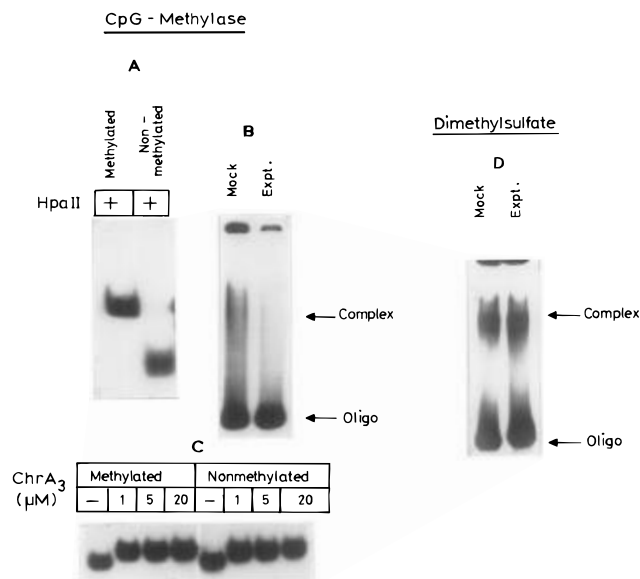 CpG - Methylase
A
Methylated
Non-methylated
HpaII + +
B
Mock Expt.
Complex
Oligo
Dimethylsulfate
D
Mock Expt.
Complex
Oligo
C
ChrA3 (μM)
Methylated Nonmethylated
— 1 5 20 — 1 5 20